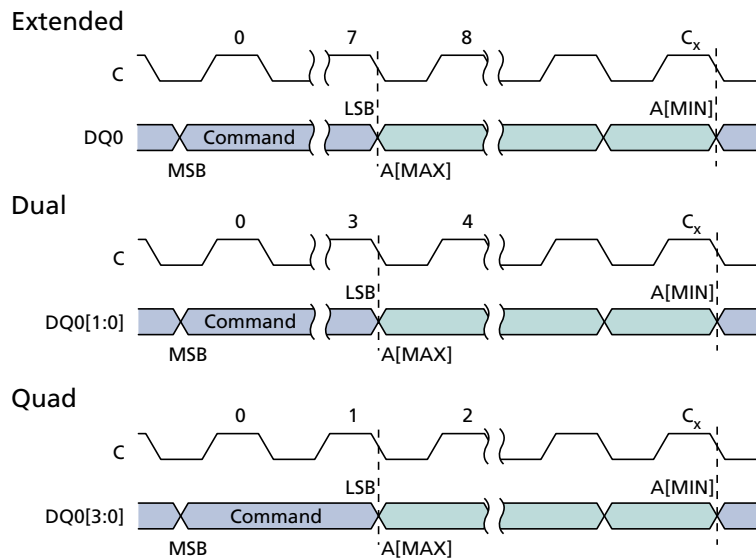 Extended
0 7 8 Cx
C
LSB A[MIN]
DQ0 Command
MSB A[MAX]
Dual
0 3 4 Cx
C
LSB A[MIN]
DQ0[1:0] Command
MSB A[MAX]
Quad
0 1 2 Cx
C
LSB A[MIN]
DQ0[3:0] Command
MSB A[MAX]